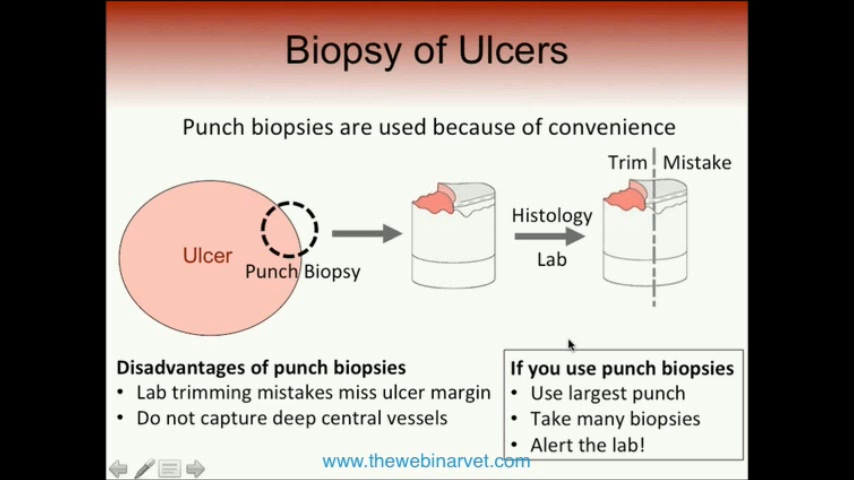 Biopsy of Ulcers
Punch biopsies are used because of convenience
Trim Mistake
Ulcer
Punch Biopsy
Histology
Lab
Disadvantages of punch biopsies
• Lab trimming mistakes miss ulcer margin
• Do not capture deep central vessels
If you use punch biopsies
• Use largest punch
• Take many biopsies
• Alert the lab!
www.thewebinarvet.com